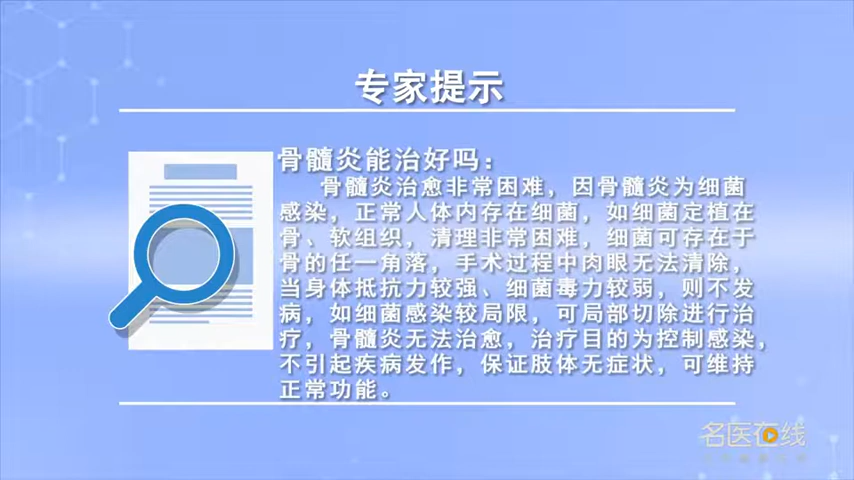 专家提示
骨髓炎能治好吗：
骨髓炎治愈非常困难，因骨髓炎为细菌
感染，正常人体内存在细菌，如细菌定植在
骨、软组织，清理非常困难，细菌可存在于
骨的任一角落，手术过程中肉眼无法清除，
当身体抵抗力较强、细菌毒力较弱，则不发
病，如细菌感染较局限，可局部切除进行治
疗，骨髓炎无法治愈，治疗目的为控制感染，
不引起疾病发作，保证肢体无症状，可维持
正常功能。
名医在线